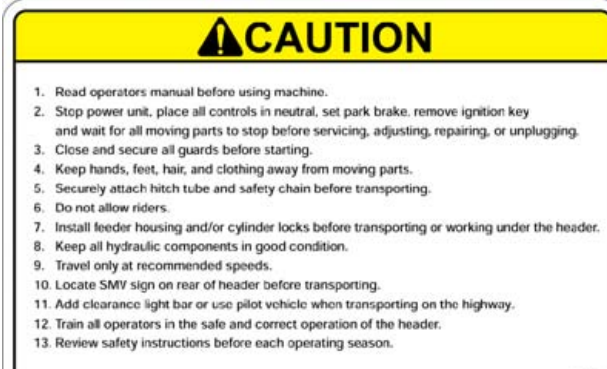 CAUTION
1. Read operators manual before using machine.
2. Stop power unit, place all controls in neutral, set park brake, remove ignition key
and wait for all moving parts to stop before servicing, adjusting, repairing, or unplugging.
3. Close and secure all guards before starting.
4. Keep hands, feet, hair, and clothing away from moving parts.
5. Securely attach hitch tube and safety chain before transporting.
6. Do not allow riders.
7. Install feeder housing and/or cylinder locks before transporting or working under the header.
8. Keep all hydraulic components in good condition.
9. Travel only at recommended speeds.
10. Locate SMV sign on rear of header before transporting.
11. Add clearance light bar or use pilot vehicle when transporting on the highway.
12. Train all operators in the safe and correct operation of the header.
13. Review safety instructions before each operating season.